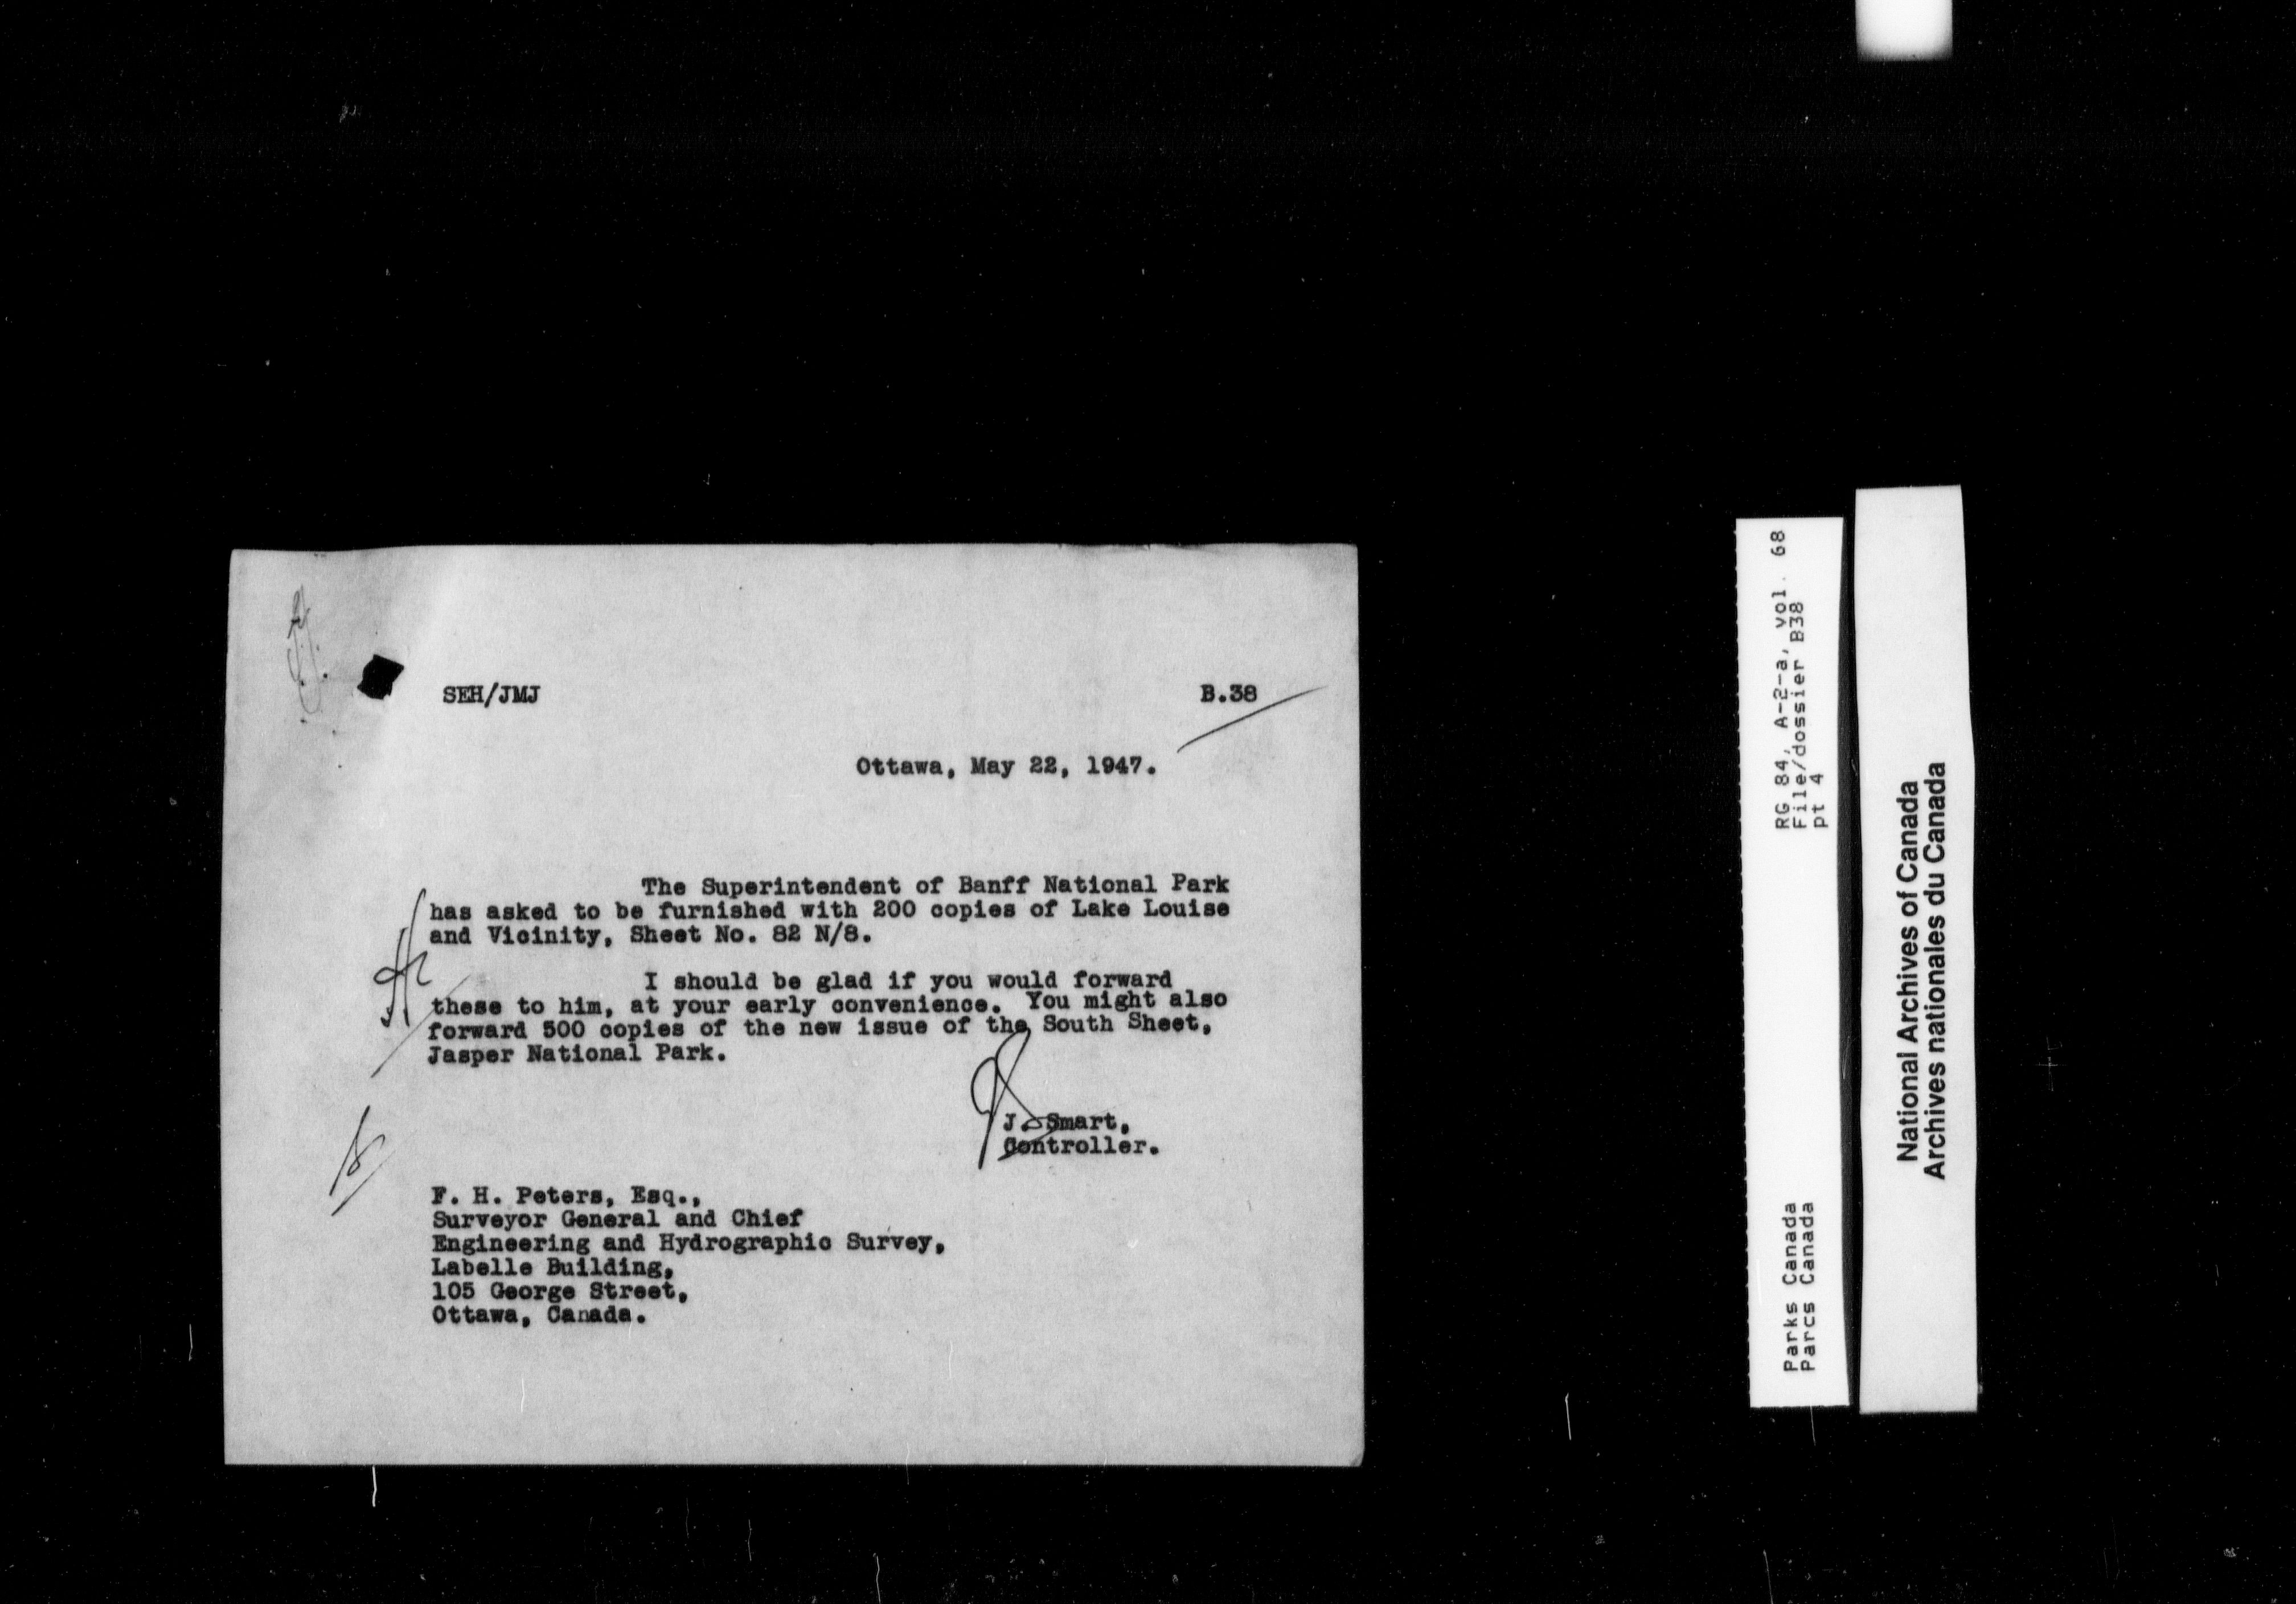 SEH/JMJ
B.38
Ottawa, May 22, 1947.
The Superintendent of Banff National Park
has asked to be furnished with 200 copies of Lake Louise
and Vicinity, Sheet No. 82 N/8.
I should be glad if you would forward
these to him, at your early convenience. You might also
forward 500 copies of the new issue of the South Sheet,
Jasper National Park.
J. Smart,
Controller.
F. H. Peters, Esq.,
Surveyor General and Chief
Engineering and Hydrographic Survey,
Labelle Building,
105 George Street,
Ottawa, Canada.
RG 84, A-2-a, vol. 68
File/dossier B38
pt 4
Parks Canada
Parcs Canada
National Archives of Canada
Archives nationales du Canada